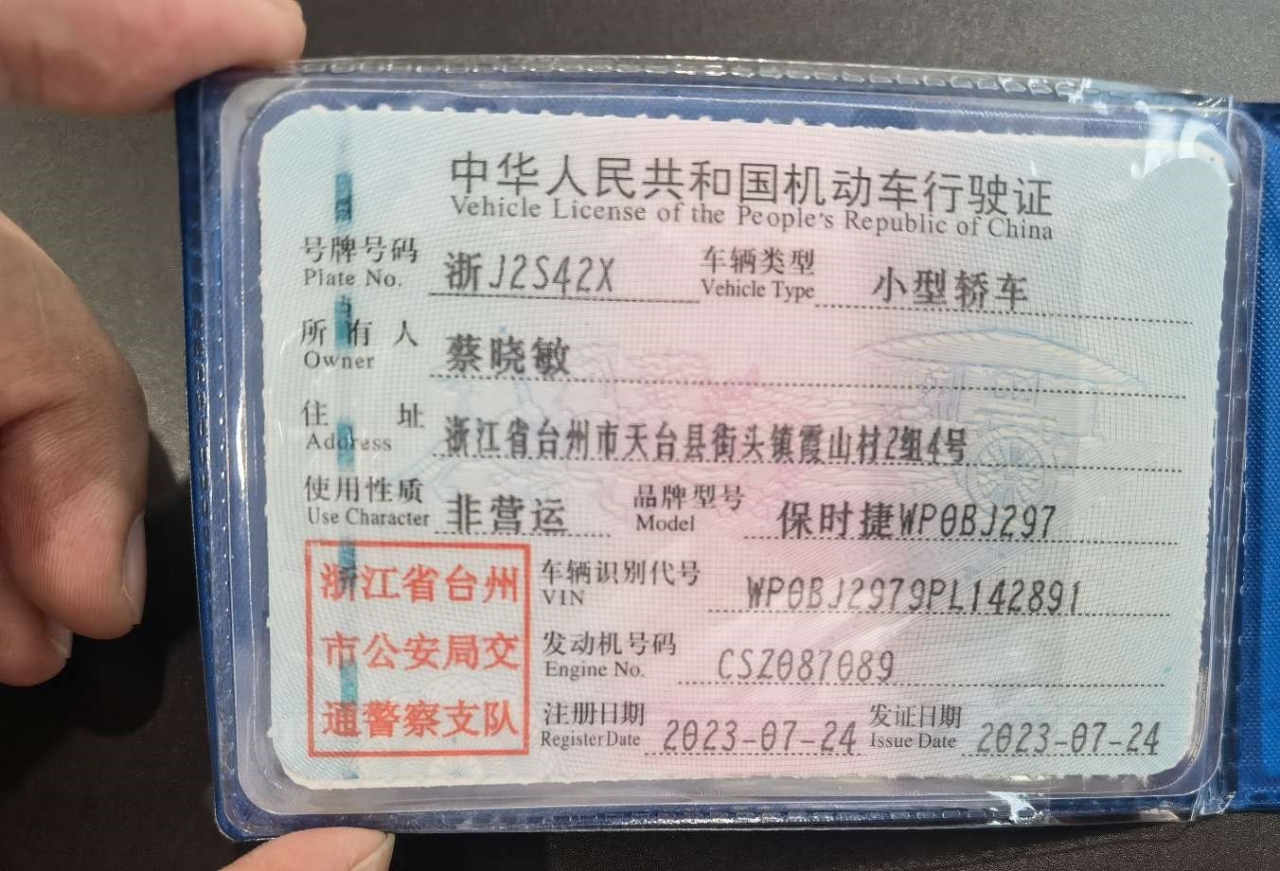 中华人民共和国机动车行驶证
Vehicle License of the People's Republic of China
号牌号码 浙J2S42X 车辆类型 小型轿车
Plate No. Vehicle Type
所有人 蔡晓敏
Owner
住址 浙江省台州市天台县街头镇霞山村2组4号
Address
使用性质 非营运 品牌型号 保时捷WP0BJ297
Use Character Model
浙江省台州
市公安局交
通警察支队
车辆识别代号 WP0BJ2979PL142891
VIN
发动机号码 CSZ087089
Engine No.
注册日期 2023-07-24 发证日期 2023-07-24
Register Date Issue Date